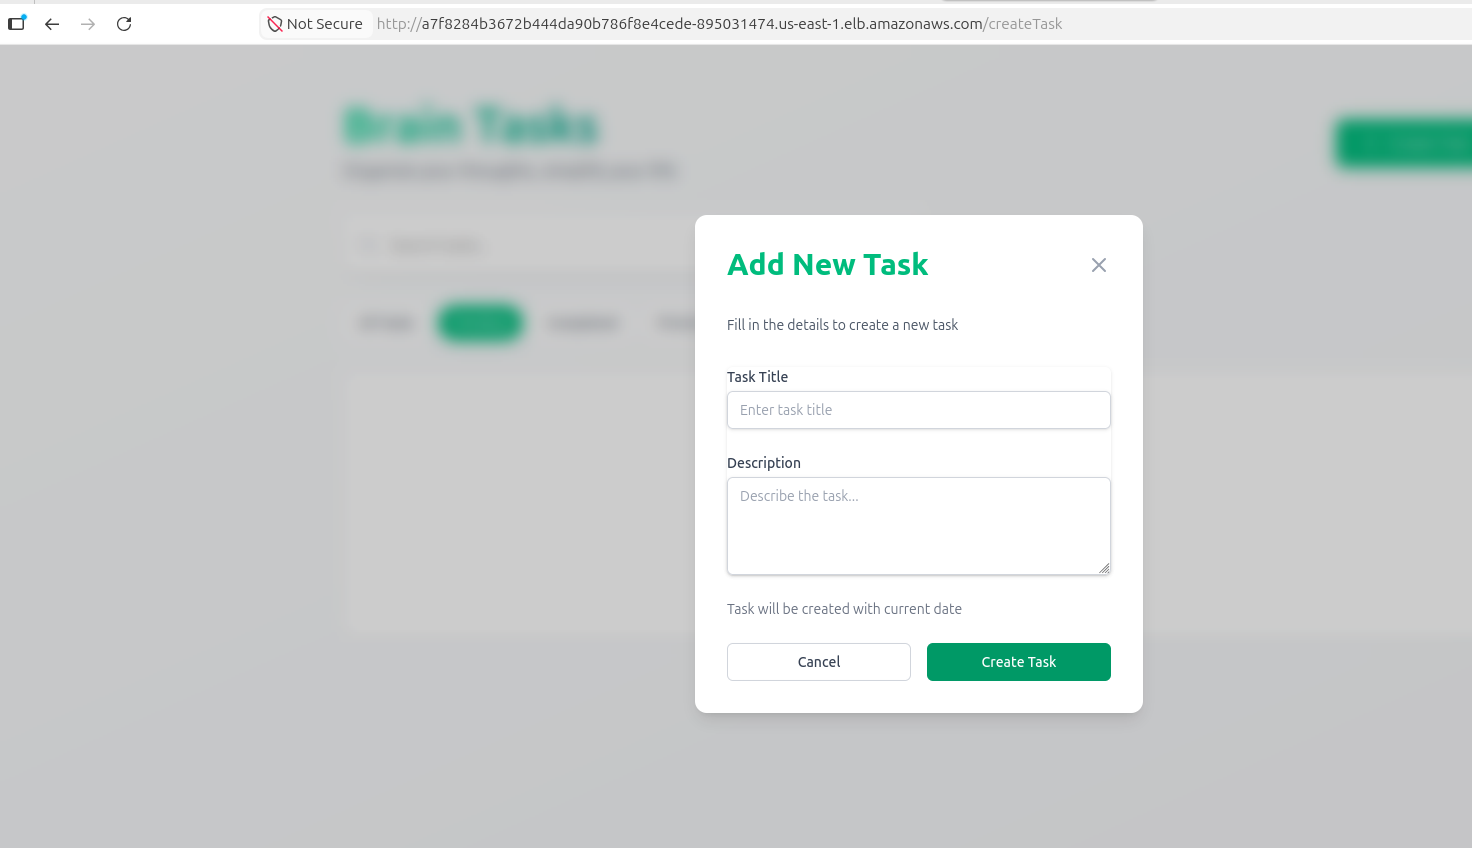 Not Secure http://a7f8284b3672b444da90b786f8e4cede-895031474.us-east-1.elb.amazonaws.com/createTask
Brain Tasks
Add New Task
Fill in the details to create a new task
Task Title
Enter task title
Description
Describe the task...
Task will be created with current date
Cancel
Create Task